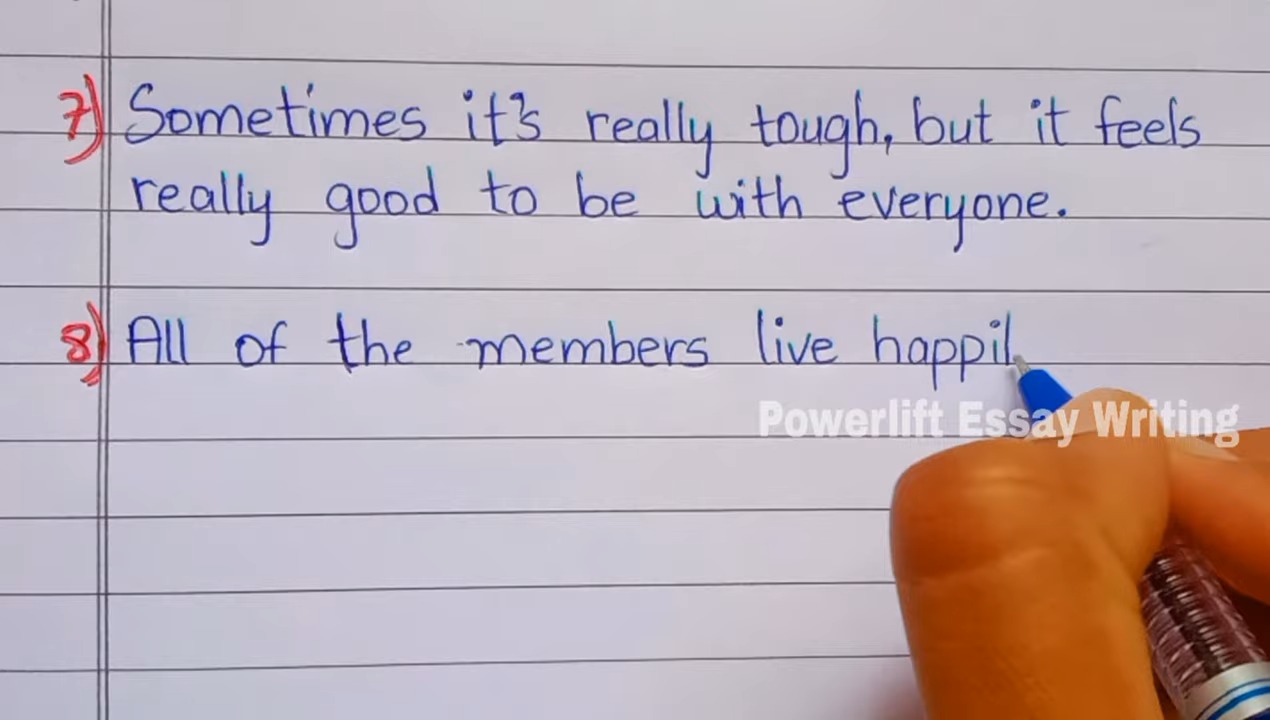 7) Sometimes it's really tough, but it feels
really good to be with everyone.
8) All of the members live happil
Powerlift Essay Writing